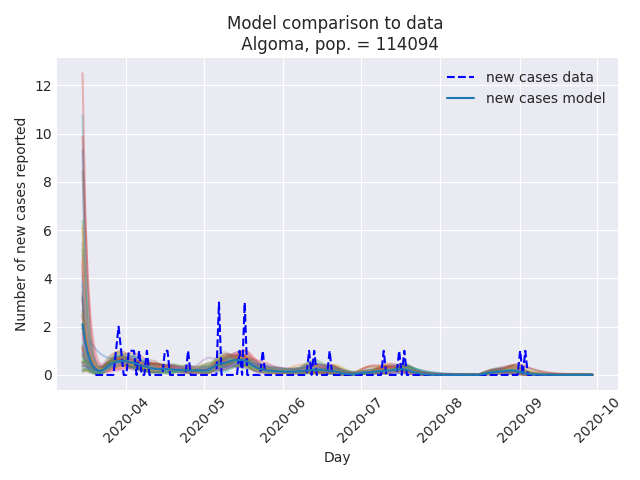 Model comparison to data
Algoma, pop. = 114094
new cases data
new cases model
Number of new cases reported
12
10
8
6
4
2
0
2020-04
2020-05
2020-06
2020-07
2020-08
2020-09
2020-10
Day